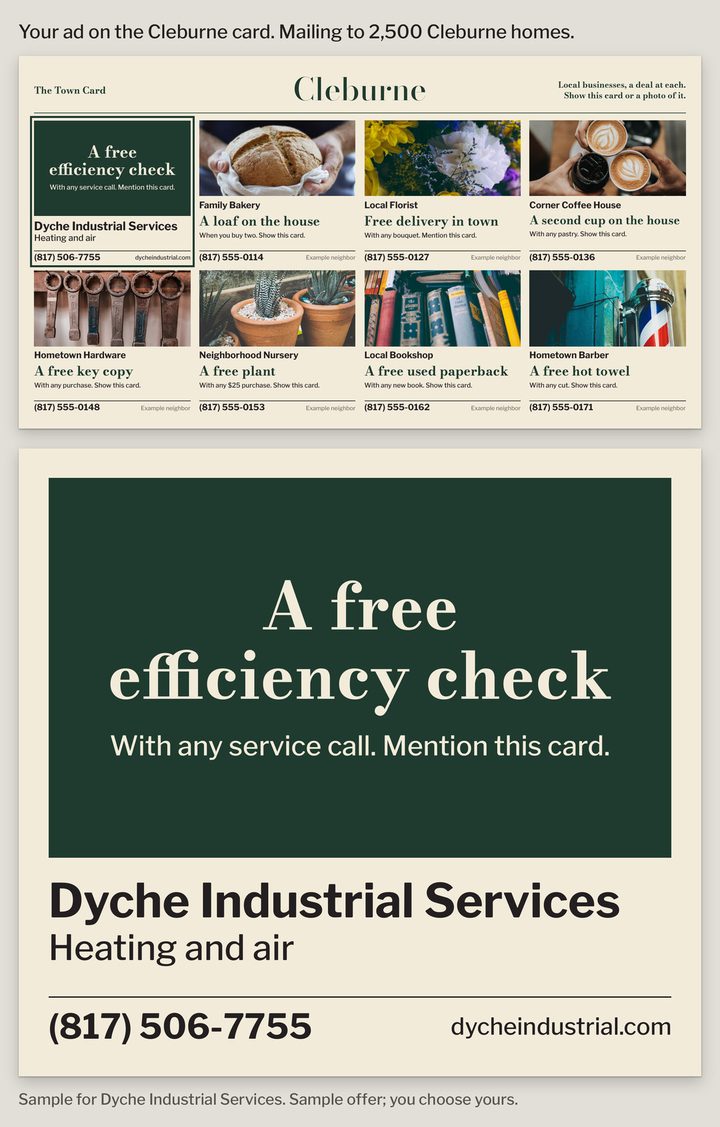 Your ad on the Cleburne card. Mailing to 2,500 Cleburne homes.
The Town Card
Cleburne
Local businesses, a deal at each.
Show this card or a photo of it.
A free
efficiency check
With any service call. Mention this card.
Dyche Industrial Services
Heating and air
(817) 506-7755
dycheindustrial.com
Family Bakery
A loaf on the house
When you buy two. Show this card.
(817) 555-0114
Example neighbor
Local Florist
Free delivery in town
With any bouquet. Mention this card.
(817) 555-0127
Example neighbor
Corner Coffee House
A second cup on the house
With any pastry. Show this card.
(817) 555-0136
Example neighbor
Hometown Hardware
A free key copy
With any purchase. Show this card.
(817) 555-0148
Example neighbor
Neighborhood Nursery
A free plant
With any $25 purchase. Show this card.
(817) 555-0153
Example neighbor
Local Bookshop
A free used paperback
With any new book. Show this card.
(817) 555-0162
Example neighbor
Hometown Barber
A free hot towel
With any cut. Show this card.
(817) 555-0171
Example neighbor
A free
efficiency check
With any service call. Mention this card.
Dyche Industrial Services
Heating and air
(817) 506-7755
dycheindustrial.com
Sample for Dyche Industrial Services. Sample offer; you choose yours.